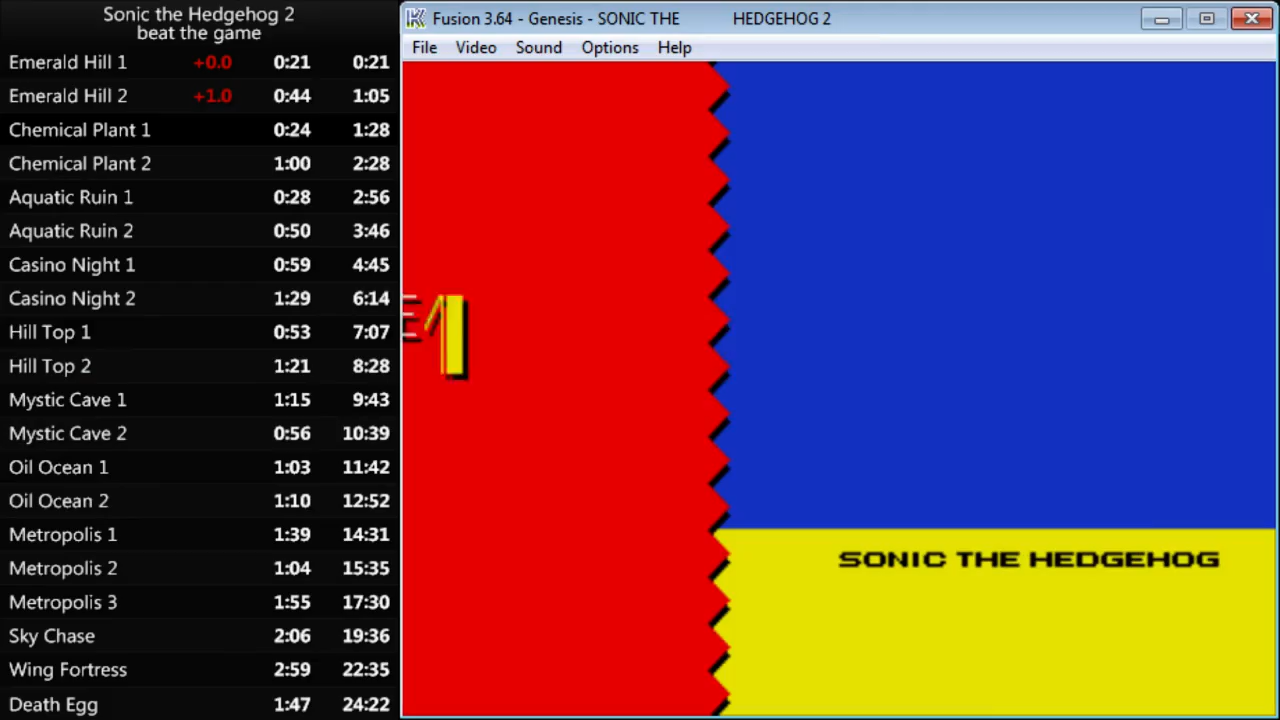 Sonic the Hedgehog 2
beat the game
Emerald Hill 1 +0.0 0:21 0:21
Emerald Hill 2 +1.0 0:44 1:05
Chemical Plant 1 0:24 1:28
Chemical Plant 2 1:00 2:28
Aquatic Ruin 1 0:28 2:56
Aquatic Ruin 2 0:50 3:46
Casino Night 1 0:59 4:45
Casino Night 2 1:29 6:14
Hill Top 1 0:53 7:07
Hill Top 2 1:21 8:28
Mystic Cave 1 1:15 9:43
Mystic Cave 2 0:56 10:39
Oil Ocean 1 1:03 11:42
Oil Ocean 2 1:10 12:52
Metropolis 1 1:39 14:31
Metropolis 2 1:04 15:35
Metropolis 3 1:55 17:30
Sky Chase 2:06 19:36
Wing Fortress 2:59 22:35
Death Egg 1:47 24:22
Fusion 3.64 - Genesis - SONIC THE HEDGEHOG 2
File Video Sound Options Help
1
SONIC THE HEDGEHOG